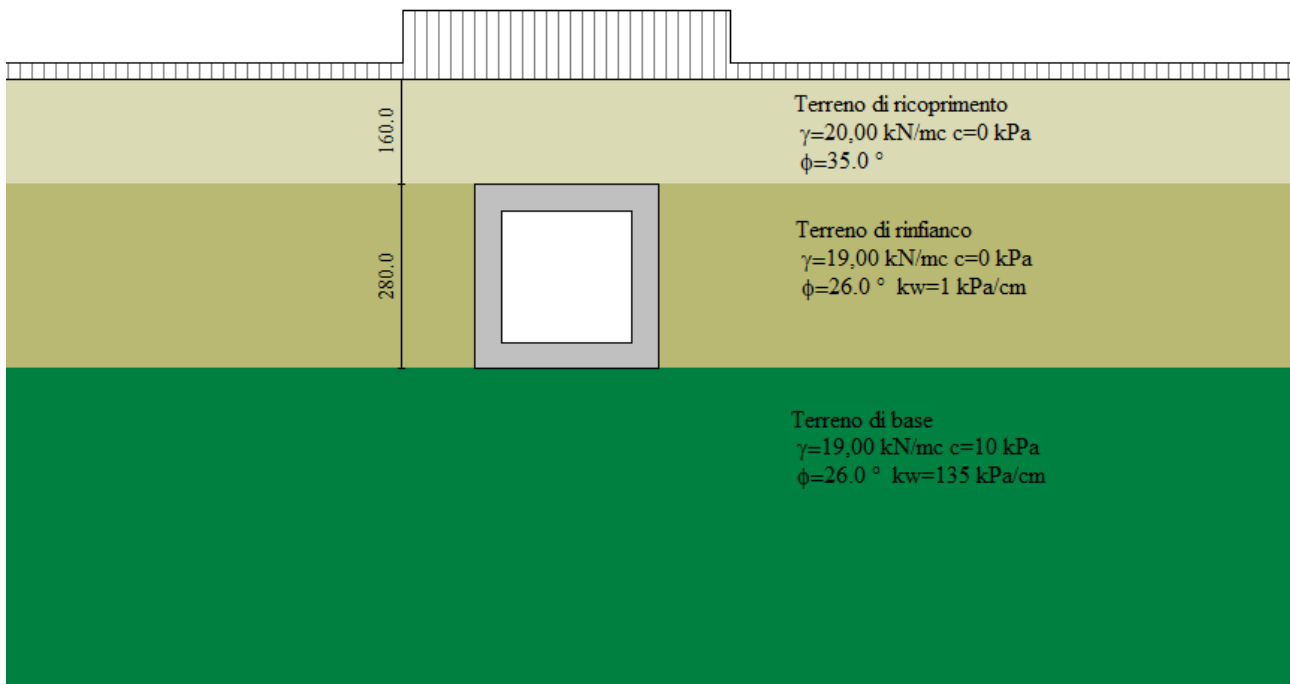 Terreno di ricoprimento
γ=20,00 kN/mc c=0 kPa
ϕ=35.0 °
160.0
Terreno di rinfianco
γ=19,00 kN/mc c=0 kPa
ϕ=26.0 ° kw=1 kPa/cm
280.0
Terreno di base
γ=19,00 kN/mc c=10 kPa
ϕ=26.0 ° kw=135 kPa/cm